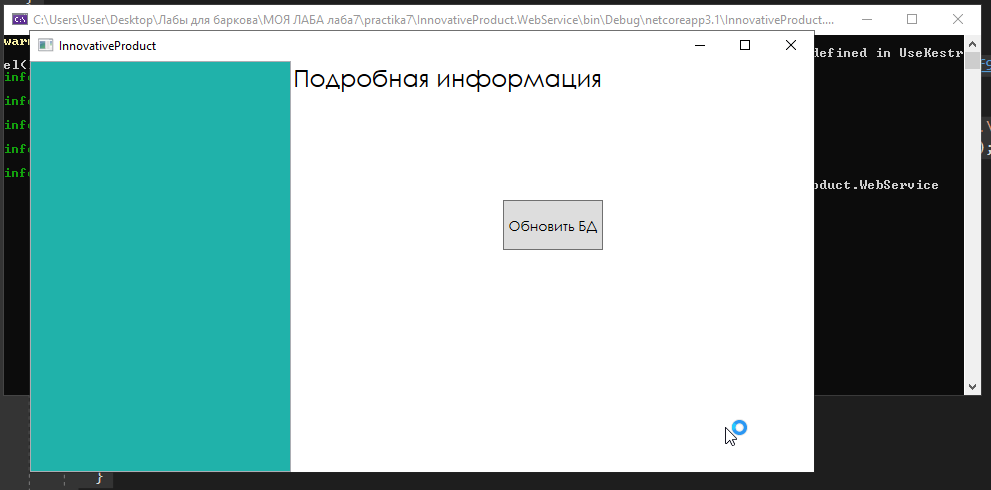 C:\Users\User\Desktop\Лабы для баркова\МОЯ ЛАБА лаба7\practika7\InnovativeProduct.WebService\bin\Debug\netcoreapp3.1\InnovativeProduct....
InnovativeProduct
defined in UseKestr
el(
Подробная информация
);
oduct.WebService
Обновить БД
}